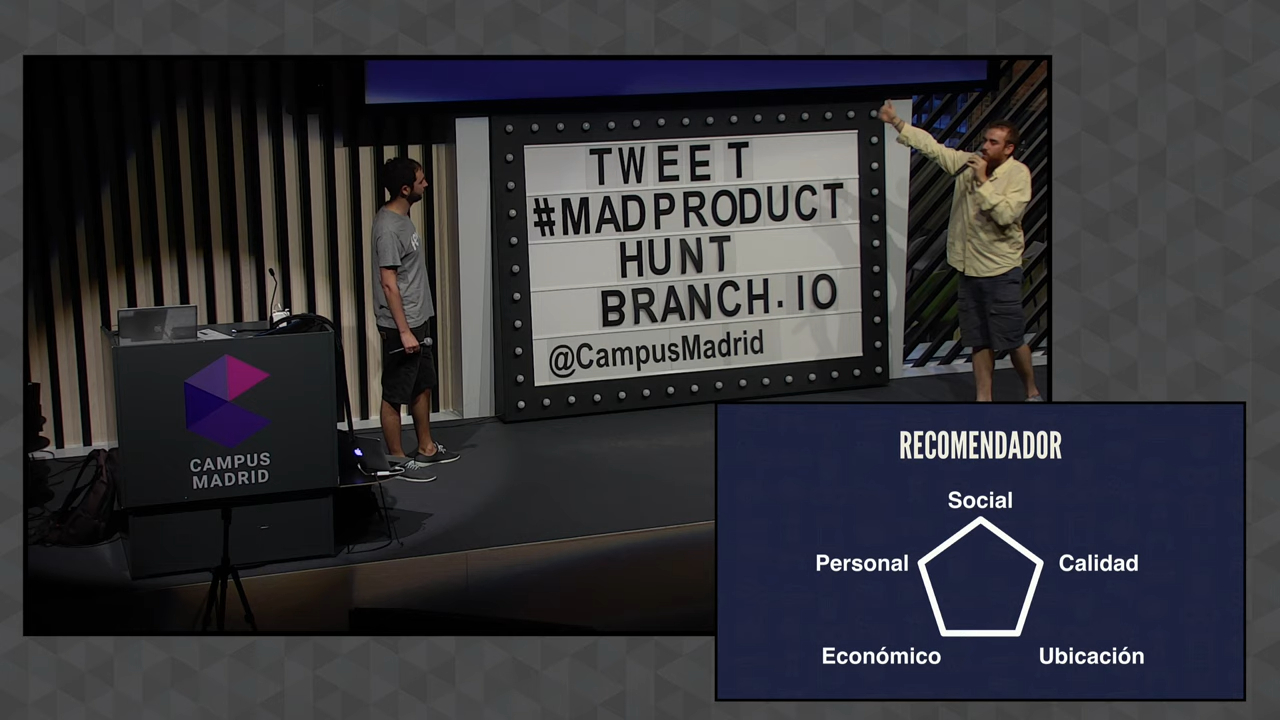 TWEET
#MADPRODUCT
HUNT
BRANCH.IO
@CampusMadrid
CAMPUS
MADRID
RECOMENDADOR
Social
Personal
Calidad
Económico
Ubicación